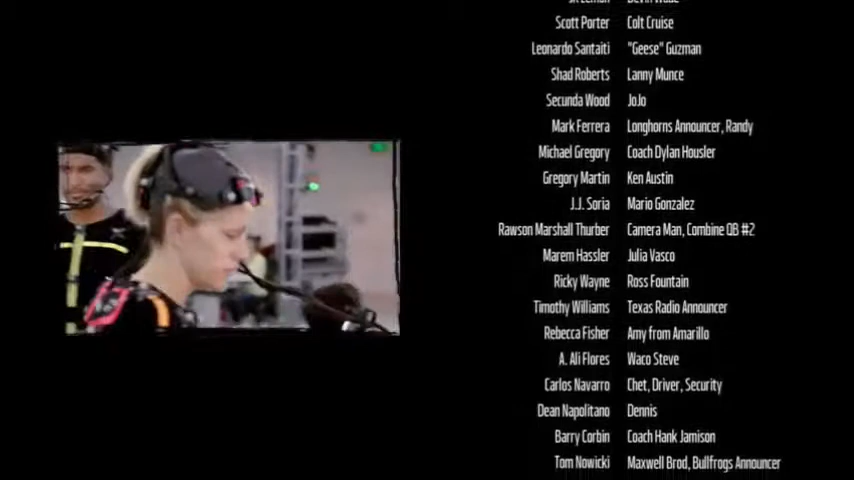 Scott Porter Colt Cruise
Leonardo Santaiti "Geese" Guzman
Shad Roberts Lanny Munce
Secunda Wood JoJo
Mark Ferrera Longhorns Announcer, Randy
Michael Gregory Coach Dylan Housler
Gregory Martin Ken Austin
J.J. Soria Mario Gonzalez
Rawson Marshall Thurber Camera Man, Combine QB #2
Marem Hassler Julia Vasco
Ricky Wayne Ross Fountain
Timothy Williams Texas Radio Announcer
Rebecca Fisher Amy from Amarillo
A. Ali Flores Waco Steve
Carlos Navarro Chet, Driver, Security
Dean Napolitano Dennis
Barry Corbin Coach Hank Jamison
Tom Nowicki Maxwell Brod, Bullfrogs Announcer